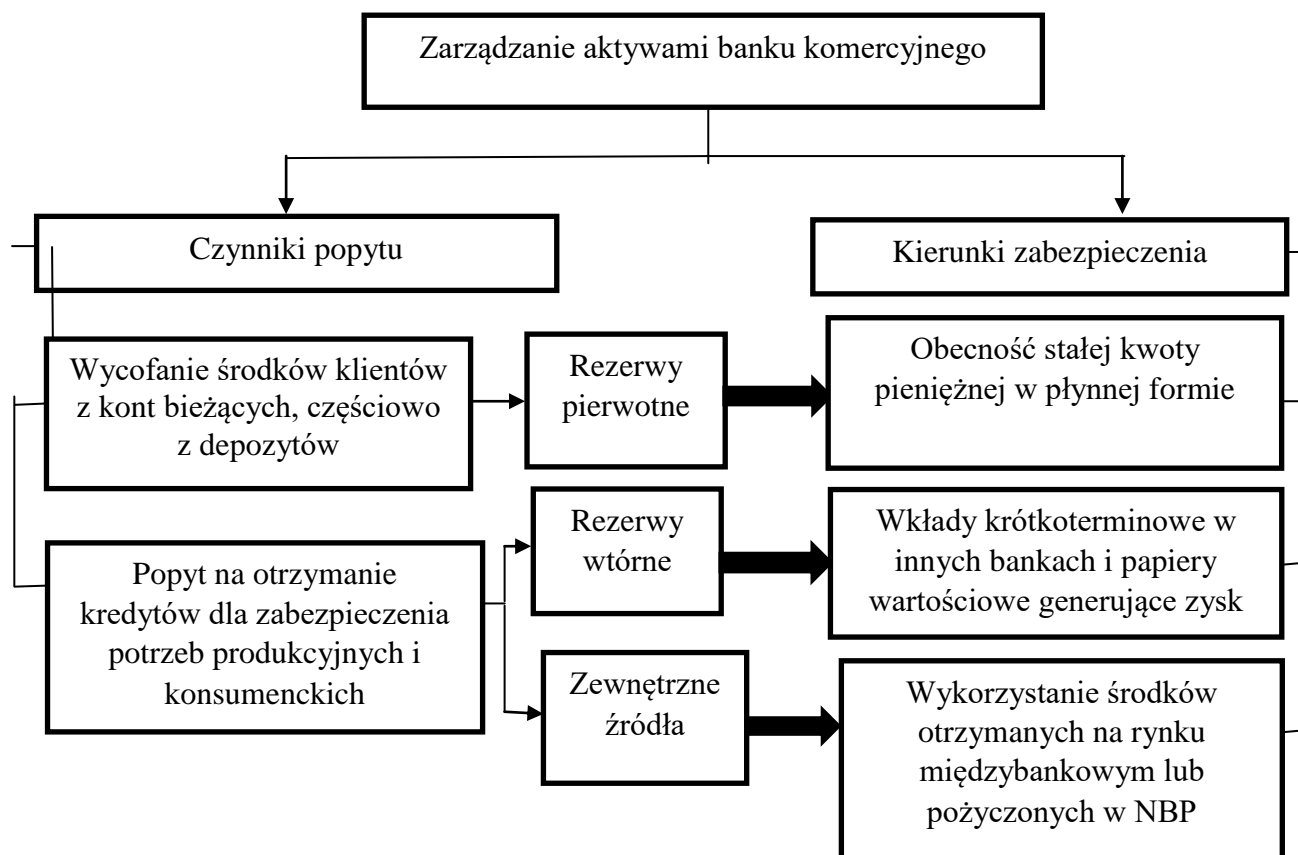 Zarządzanie aktywami banku komercyjnego
Czynniki popytu
Kierunki zabezpieczenia
Wycofanie środków klientów
z kont bieżących, częściowo
z depozytów
Rezerwy
pierwotne
Obecność stałej kwoty
pieniężnej w płynnej formie
Popyt na otrzymanie
kredytów dla zabezpieczenia
potrzeb produkcyjnych i
konsumenckich
Rezerwy
wtórne
Wkłady krótkoterminowe w
innych bankach i papiery
wartościowe generujące zysk
Zewnętrzne
źródła
Wykorzystanie środków
otrzymanych na rynku
międzybankowym lub
pożyczonych w NBP